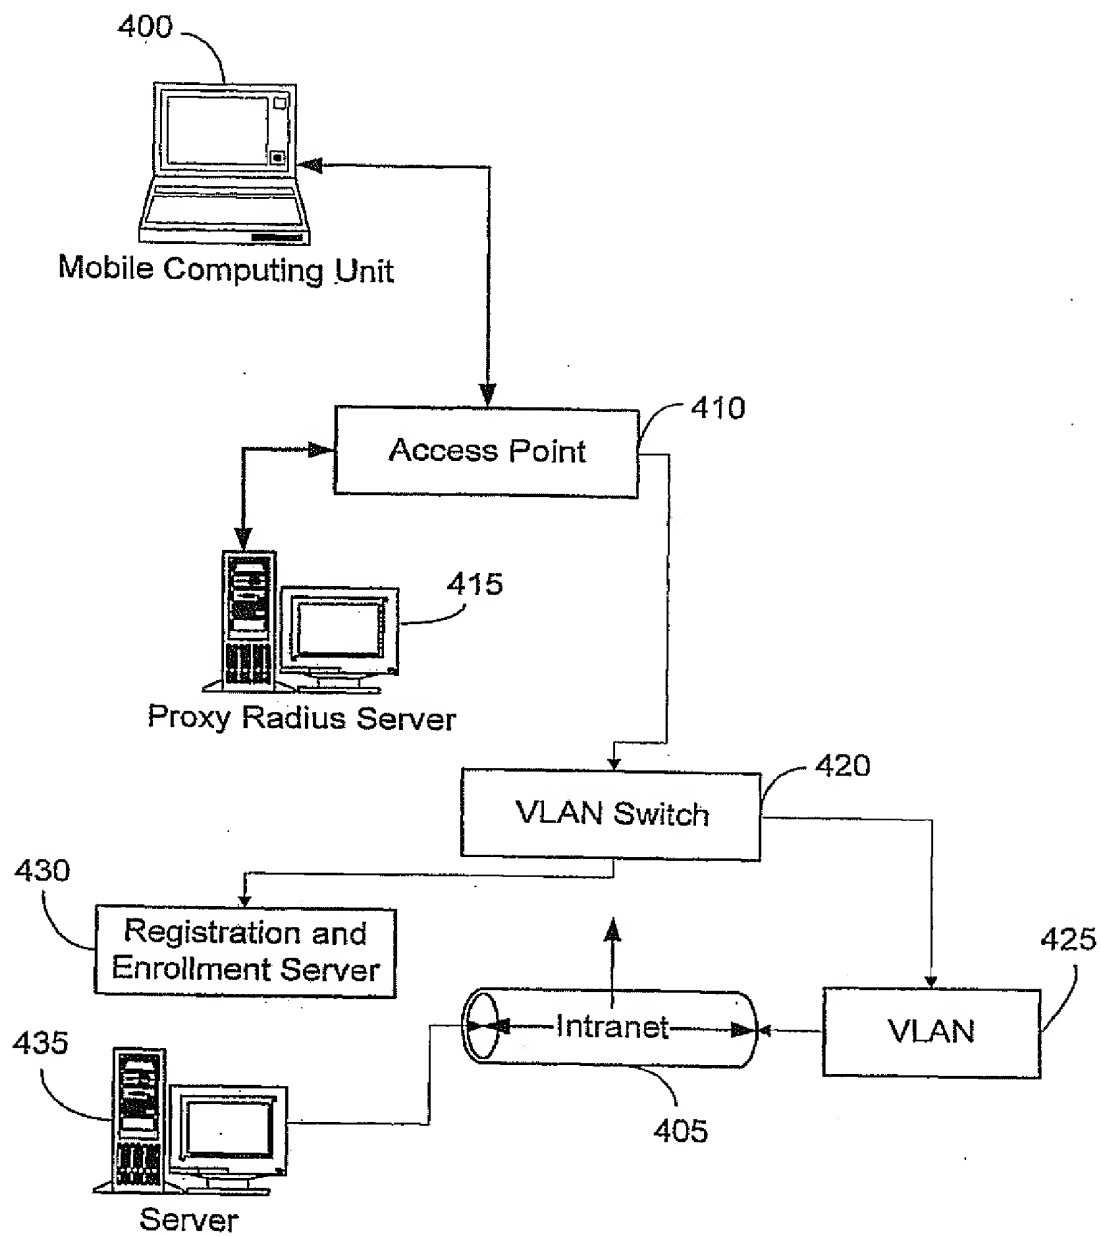 400
Mobile Computing Unit
410
Access Point
415
Proxy Radius Server
420
VLAN Switch
430
Registration and
Enrollment Server
425
VLAN
Intranet
405
435
Server